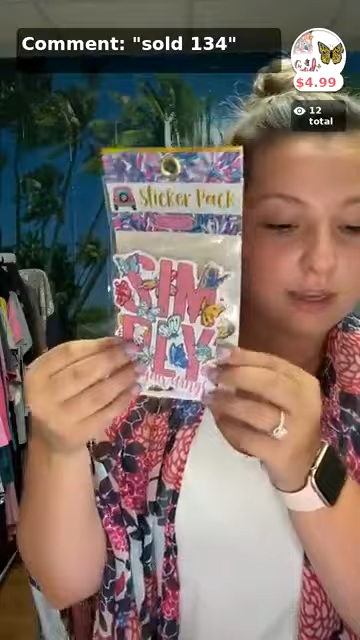 Comment: "sold 134"
$4.99
12
total
Sticker Pack
SIM
PLY